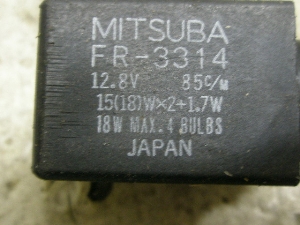 MITSUBA
FR-3314
12.8V 85c/m
15(18)W×2+1.7W
18W MAX. 4 BULBS
JAPAN